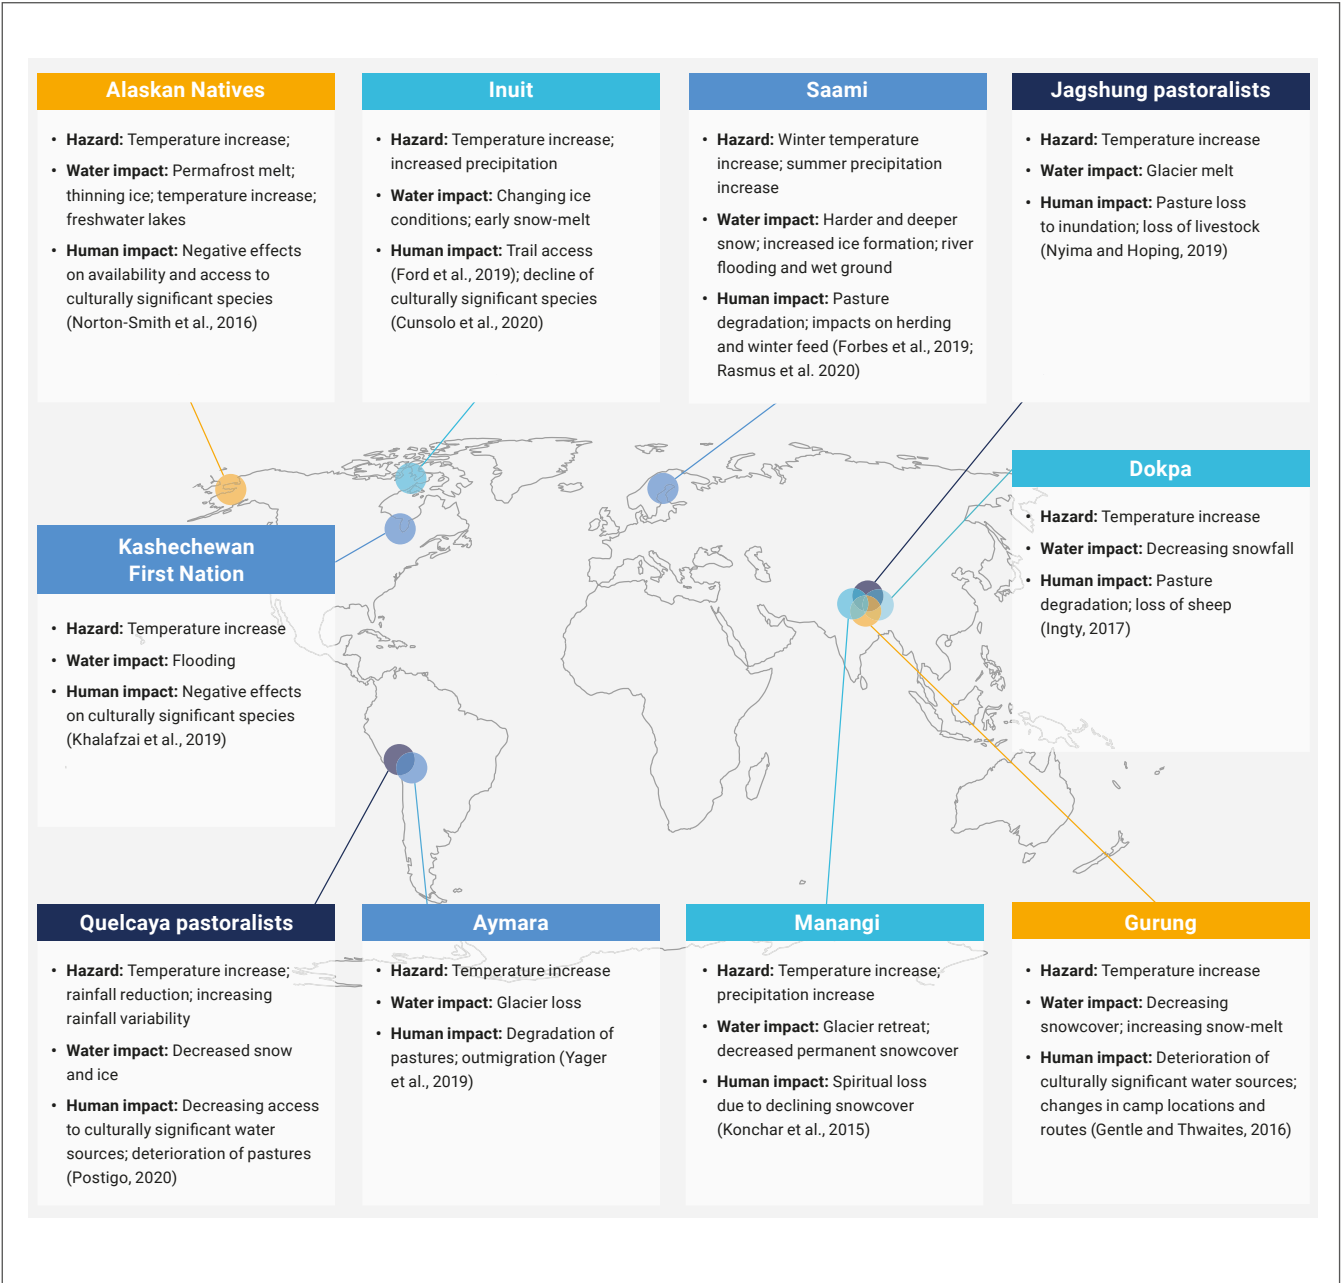 Alaskan Natives
• Hazard: Temperature increase;
• Water impact: Permafrost melt;
thinning ice; temperature increase;
freshwater lakes
• Human impact: Negative effects
on availability and access to
culturally significant species
(Norton-Smith et al., 2016)
Inuit
• Hazard: Temperature increase;
increased precipitation
• Water impact: Changing ice
conditions; early snow-melt
• Human impact: Trail access
(Ford et al., 2019); decline of
culturally significant species
(Cunsolo et al., 2020)
Saami
• Hazard: Winter temperature
increase; summer precipitation
increase
• Water impact: Harder and deeper
snow; increased ice formation; river
flooding and wet ground
• Human impact: Pasture
degradation; impacts on herding
and winter feed (Forbes et al., 2019;
Rasmus et al. 2020)
Jagshung pastoralists
• Hazard: Temperature increase
• Water impact: Glacier melt
• Human impact: Pasture loss
to inundation; loss of livestock
(Nyima and Hoping, 2019)
Dokpa
• Hazard: Temperature increase
• Water impact: Decreasing snowfall
• Human impact: Pasture
degradation; loss of sheep
(Ingty, 2017)
Kashechewan
First Nation
• Hazard: Temperature increase
• Water impact: Flooding
• Human impact: Negative effects
on culturally significant species
(Khalafzai et al., 2019)
Quelcaya pastoralists
• Hazard: Temperature increase;
rainfall reduction; increasing
rainfall variability
• Water impact: Decreased snow
and ice
• Human impact: Decreasing access
to culturally significant water
sources; deterioration of pastures
(Postigo, 2020)
Aymara
• Hazard: Temperature increase
• Water impact: Glacier loss
• Human impact: Degradation of
pastures; outmigration (Yager
et al., 2019)
Manangi
• Hazard: Temperature increase;
precipitation increase
• Water impact: Glacier retreat;
decreased permanent snowcover
• Human impact: Spiritual loss
due to declining snowcover
(Konchar et al., 2015)
Gurung
• Hazard: Temperature increase
• Water impact: Decreasing
snowcover; increasing snow-melt
• Human impact: Deterioration of
culturally significant water sources;
changes in camp locations and
routes (Gentle and Thwaites, 2016)